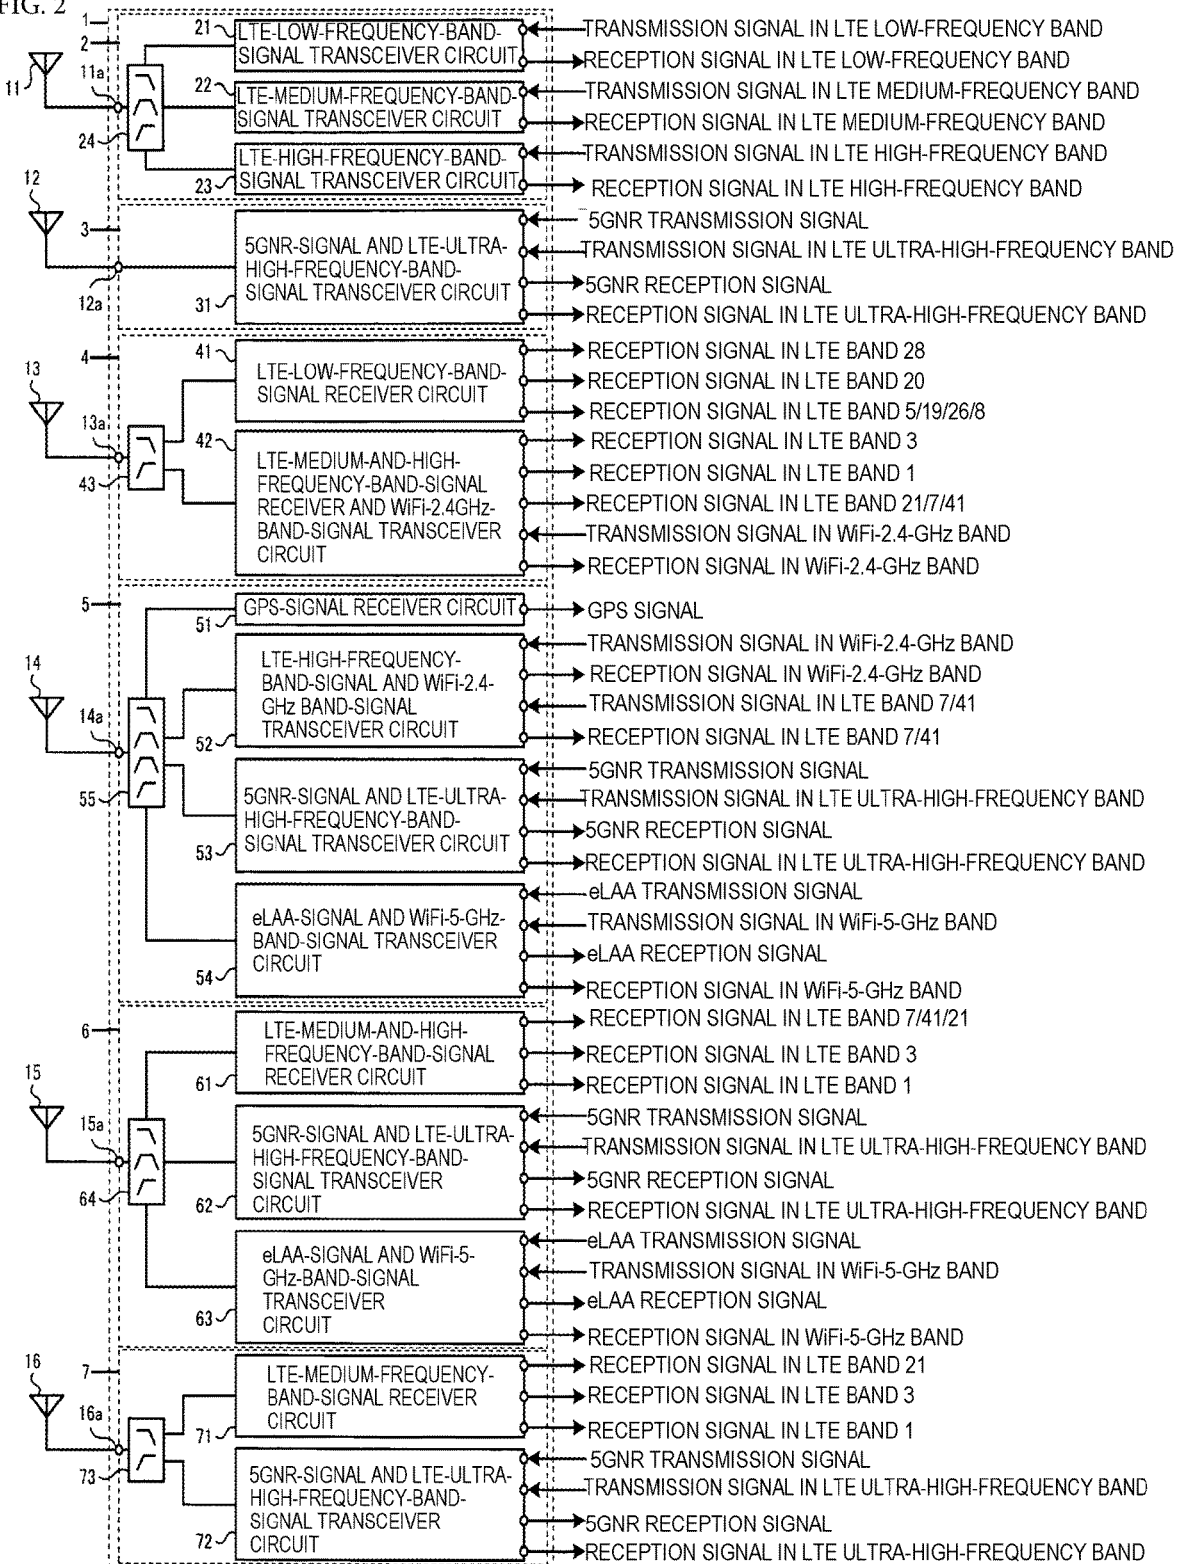 FIG. 2
1
2
21
LTE-LOW-FREQUENCY-BAND-
SIGNAL TRANSCEIVER CIRCUIT
TRANSMISSION SIGNAL IN LTE LOW-FREQUENCY BAND
RECEPTION SIGNAL IN LTE LOW-FREQUENCY BAND
11
11a
24
22
LTE-MEDIUM-FREQUENCY-BAND-
SIGNAL TRANSCEIVER CIRCUIT
TRANSMISSION SIGNAL IN LTE MEDIUM-FREQUENCY BAND
RECEPTION SIGNAL IN LTE MEDIUM-FREQUENCY BAND
LTE-HIGH-FREQUENCY-BAND-
SIGNAL TRANSCEIVER CIRCUIT
23
TRANSMISSION SIGNAL IN LTE HIGH-FREQUENCY BAND
RECEPTION SIGNAL IN LTE HIGH-FREQUENCY BAND
12
3
12a
5GNR-SIGNAL AND LTE-ULTRA-
HIGH-FREQUENCY-BAND-
SIGNAL TRANSCEIVER CIRCUIT
31
5GNR TRANSMISSION SIGNAL
TRANSMISSION SIGNAL IN LTE ULTRA-HIGH-FREQUENCY BAND
5GNR RECEPTION SIGNAL
RECEPTION SIGNAL IN LTE ULTRA-HIGH-FREQUENCY BAND
4
41
LTE-LOW-FREQUENCY-BAND-
SIGNAL RECEIVER CIRCUIT
RECEPTION SIGNAL IN LTE BAND 28
RECEPTION SIGNAL IN LTE BAND 20
RECEPTION SIGNAL IN LTE BAND 5/19/26/8
13
13a
43
42
LTE-MEDIUM-AND-HIGH-
FREQUENCY-BAND-SIGNAL
RECEIVER AND WiFi-2.4GHz-
BAND-SIGNAL TRANSCEIVER
CIRCUIT
RECEPTION SIGNAL IN LTE BAND 3
RECEPTION SIGNAL IN LTE BAND 1
RECEPTION SIGNAL IN LTE BAND 21/7/41
TRANSMISSION SIGNAL IN WiFi-2.4-GHz BAND
RECEPTION SIGNAL IN WiFi-2.4-GHz BAND
5
GPS-SIGNAL RECEIVER CIRCUIT
51
GPS SIGNAL
14
14a
55
LTE-HIGH-FREQUENCY-
BAND-SIGNAL AND WiFi-2.4-
GHz BAND-SIGNAL
TRANSCEIVER CIRCUIT
52
TRANSMISSION SIGNAL IN WiFi-2.4-GHz BAND
RECEPTION SIGNAL IN WiFi-2.4-GHz BAND
TRANSMISSION SIGNAL IN LTE BAND 7/41
RECEPTION SIGNAL IN LTE BAND 7/41
5GNR-SIGNAL AND LTE-ULTRA-
HIGH-FREQUENCY-BAND-
SIGNAL TRANSCEIVER CIRCUIT
53
5GNR TRANSMISSION SIGNAL
TRANSMISSION SIGNAL IN LTE ULTRA-HIGH-FREQUENCY BAND
5GNR RECEPTION SIGNAL
RECEPTION SIGNAL IN LTE ULTRA-HIGH-FREQUENCY BAND
eLAA-SIGNAL AND WiFi-5-GHz-
BAND-SIGNAL TRANSCEIVER
CIRCUIT
54
eLAA TRANSMISSION SIGNAL
TRANSMISSION SIGNAL IN WiFi-5-GHz BAND
eLAA RECEPTION SIGNAL
RECEPTION SIGNAL IN WiFi-5-GHz BAND
6
LTE-MEDIUM-AND-HIGH-
FREQUENCY-BAND-SIGNAL
RECEIVER CIRCUIT
61
RECEPTION SIGNAL IN LTE BAND 7/41/21
RECEPTION SIGNAL IN LTE BAND 3
RECEPTION SIGNAL IN LTE BAND 1
15
15a
64
5GNR-SIGNAL AND LTE-ULTRA-
HIGH-FREQUENCY-BAND-
SIGNAL TRANSCEIVER
CIRCUIT
62
5GNR TRANSMISSION SIGNAL
TRANSMISSION SIGNAL IN LTE ULTRA-HIGH-FREQUENCY BAND
5GNR RECEPTION SIGNAL
RECEPTION SIGNAL IN LTE ULTRA-HIGH-FREQUENCY BAND
eLAA-SIGNAL AND WiFi-5-
GHz-BAND-SIGNAL
TRANSCEIVER
CIRCUIT
63
eLAA TRANSMISSION SIGNAL
TRANSMISSION SIGNAL IN WiFi-5-GHz BAND
eLAA RECEPTION SIGNAL
RECEPTION SIGNAL IN WiFi-5-GHz BAND
7
16
16a
73
LTE-MEDIUM-FREQUENCY-
BAND-SIGNAL RECEIVER
CIRCUIT
71
RECEPTION SIGNAL IN LTE BAND 21
RECEPTION SIGNAL IN LTE BAND 3
RECEPTION SIGNAL IN LTE BAND 1
5GNR-SIGNAL AND LTE-ULTRA-
HIGH-FREQUENCY-BAND-
SIGNAL TRANSCEIVER
CIRCUIT
72
5GNR TRANSMISSION SIGNAL
TRANSMISSION SIGNAL IN LTE ULTRA-HIGH-FREQUENCY BAND
5GNR RECEPTION SIGNAL
RECEPTION SIGNAL IN LTE ULTRA-HIGH-FREQUENCY BAND